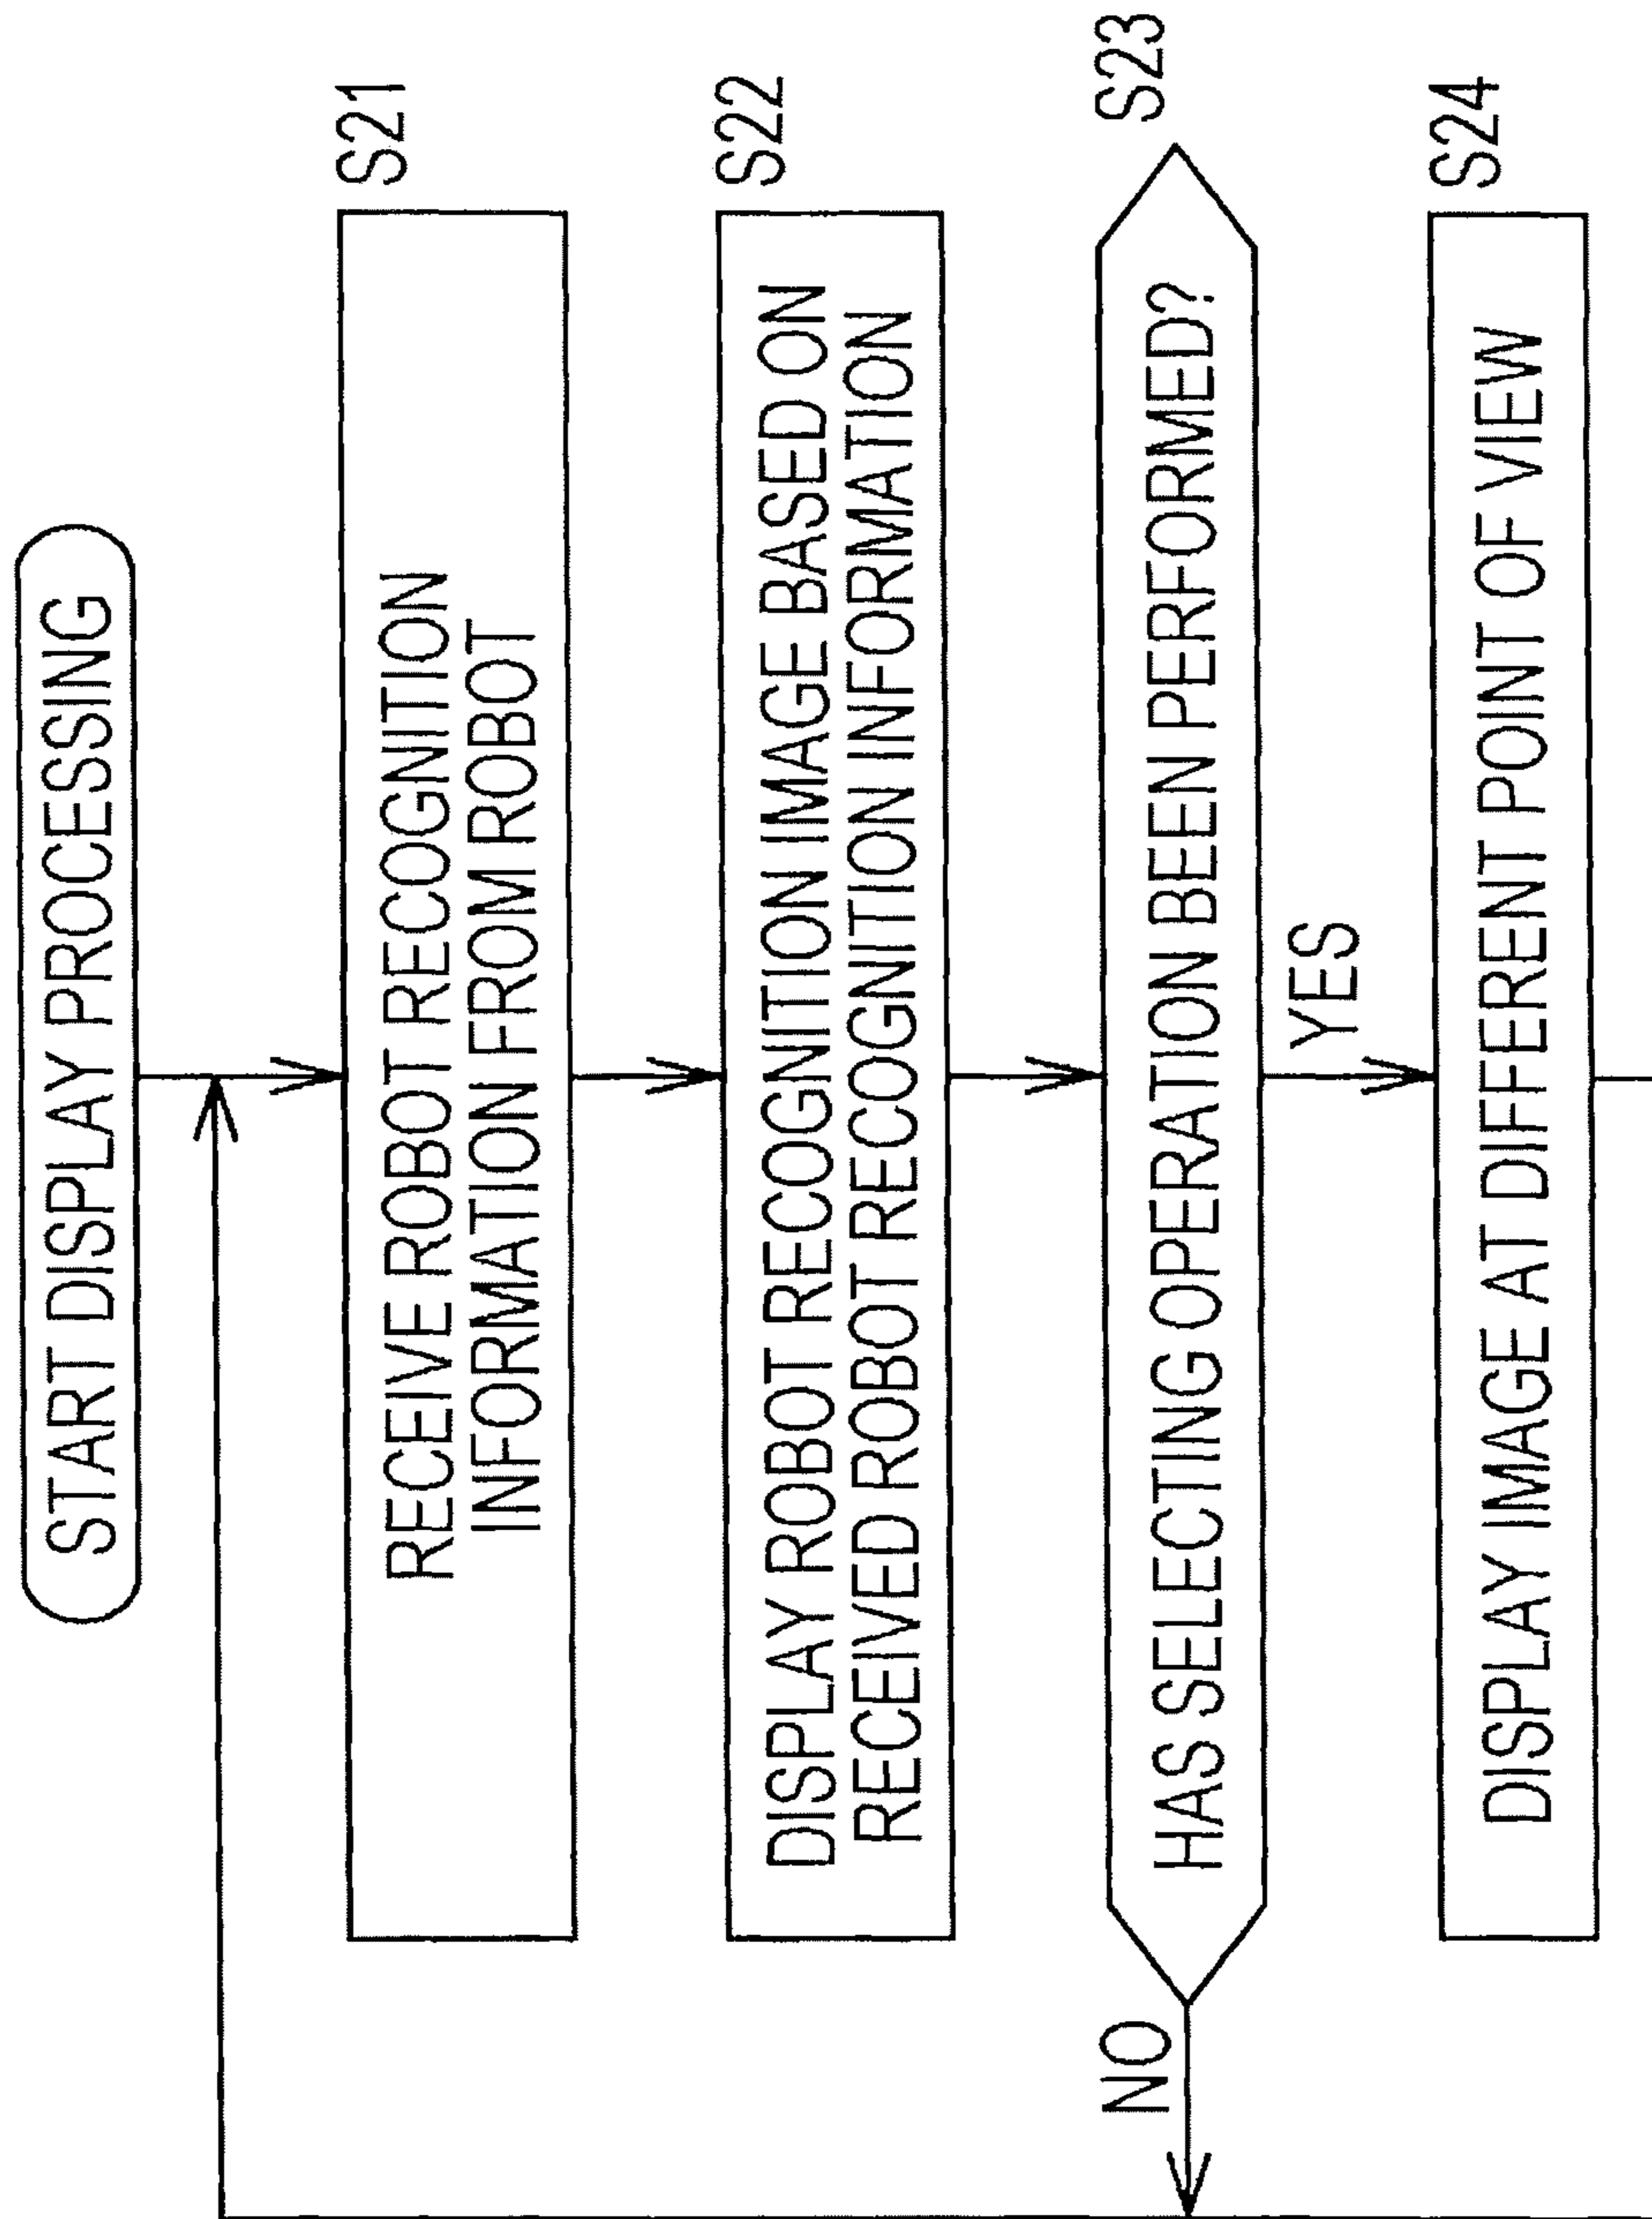 START DISPLAY PROCESSING
S21
RECEIVE ROBOT RECOGNITION
INFORMATION FROM ROBOT
S22
DISPLAY ROBOT RECOGNITION IMAGE BASED ON
RECEIVED ROBOT RECOGNITION INFORMATION
S23
HAS SELECTING OPERATION BEEN PERFORMED?
NO
YES
S24
DISPLAY IMAGE AT DIFFERENT POINT OF VIEW